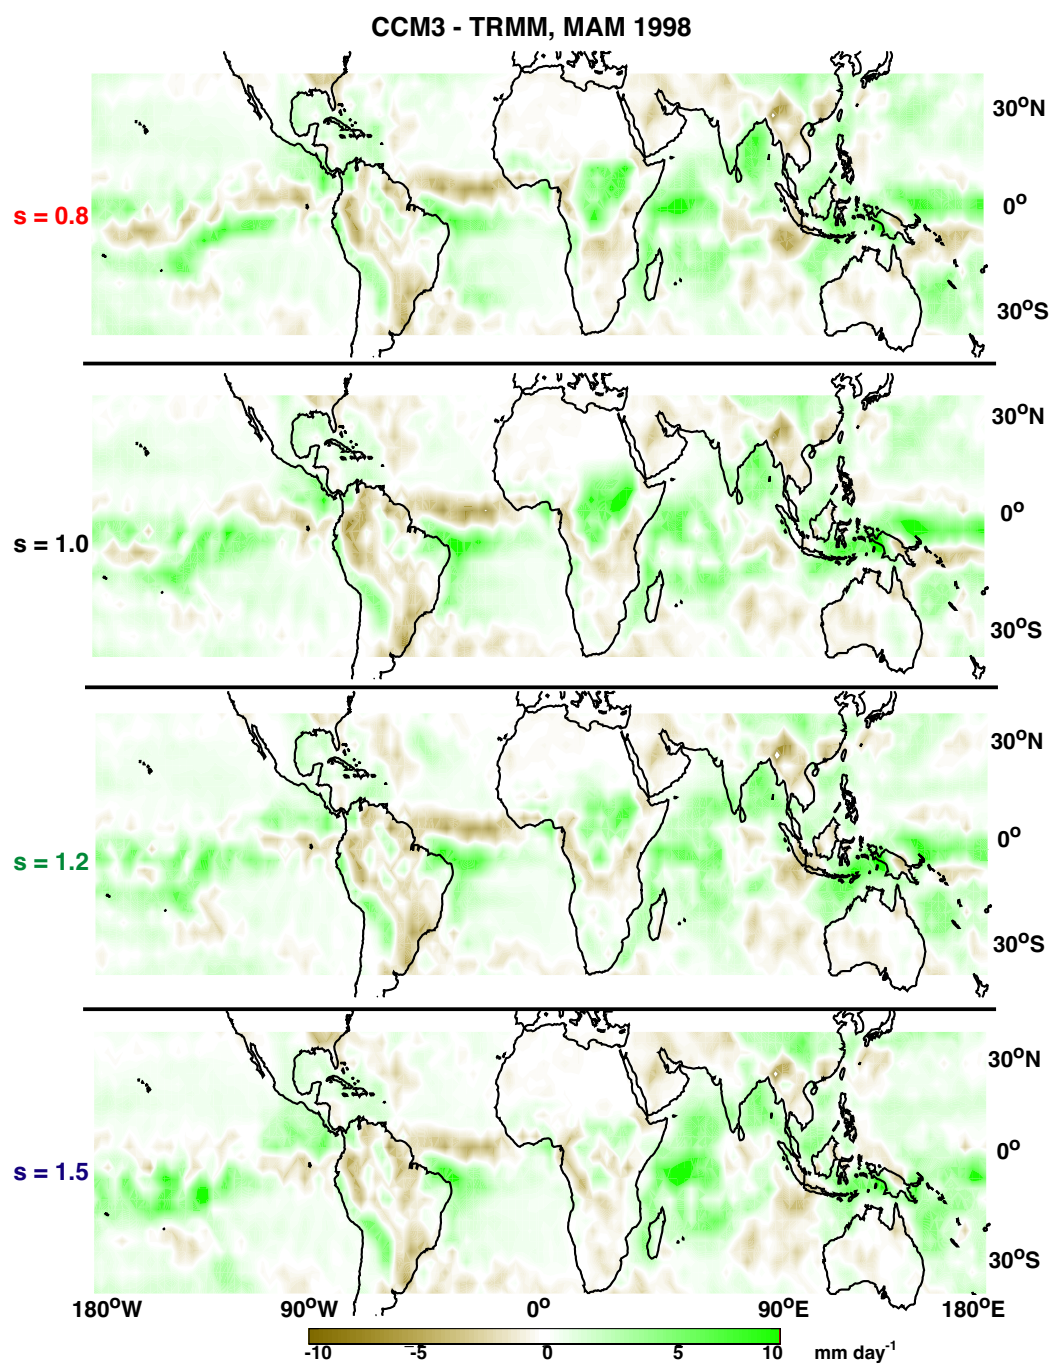 CCM3 - TRMM, MAM 1998
30°N
s = 0.8
0°
30°S
30°N
s = 1.0
0°
30°S
30°N
s = 1.2
0°
30°S
30°N
s = 1.5
0°
30°S
180°W 90°W 0° 90°E 180°E
-10 -5 0 5 10 mm day⁻¹